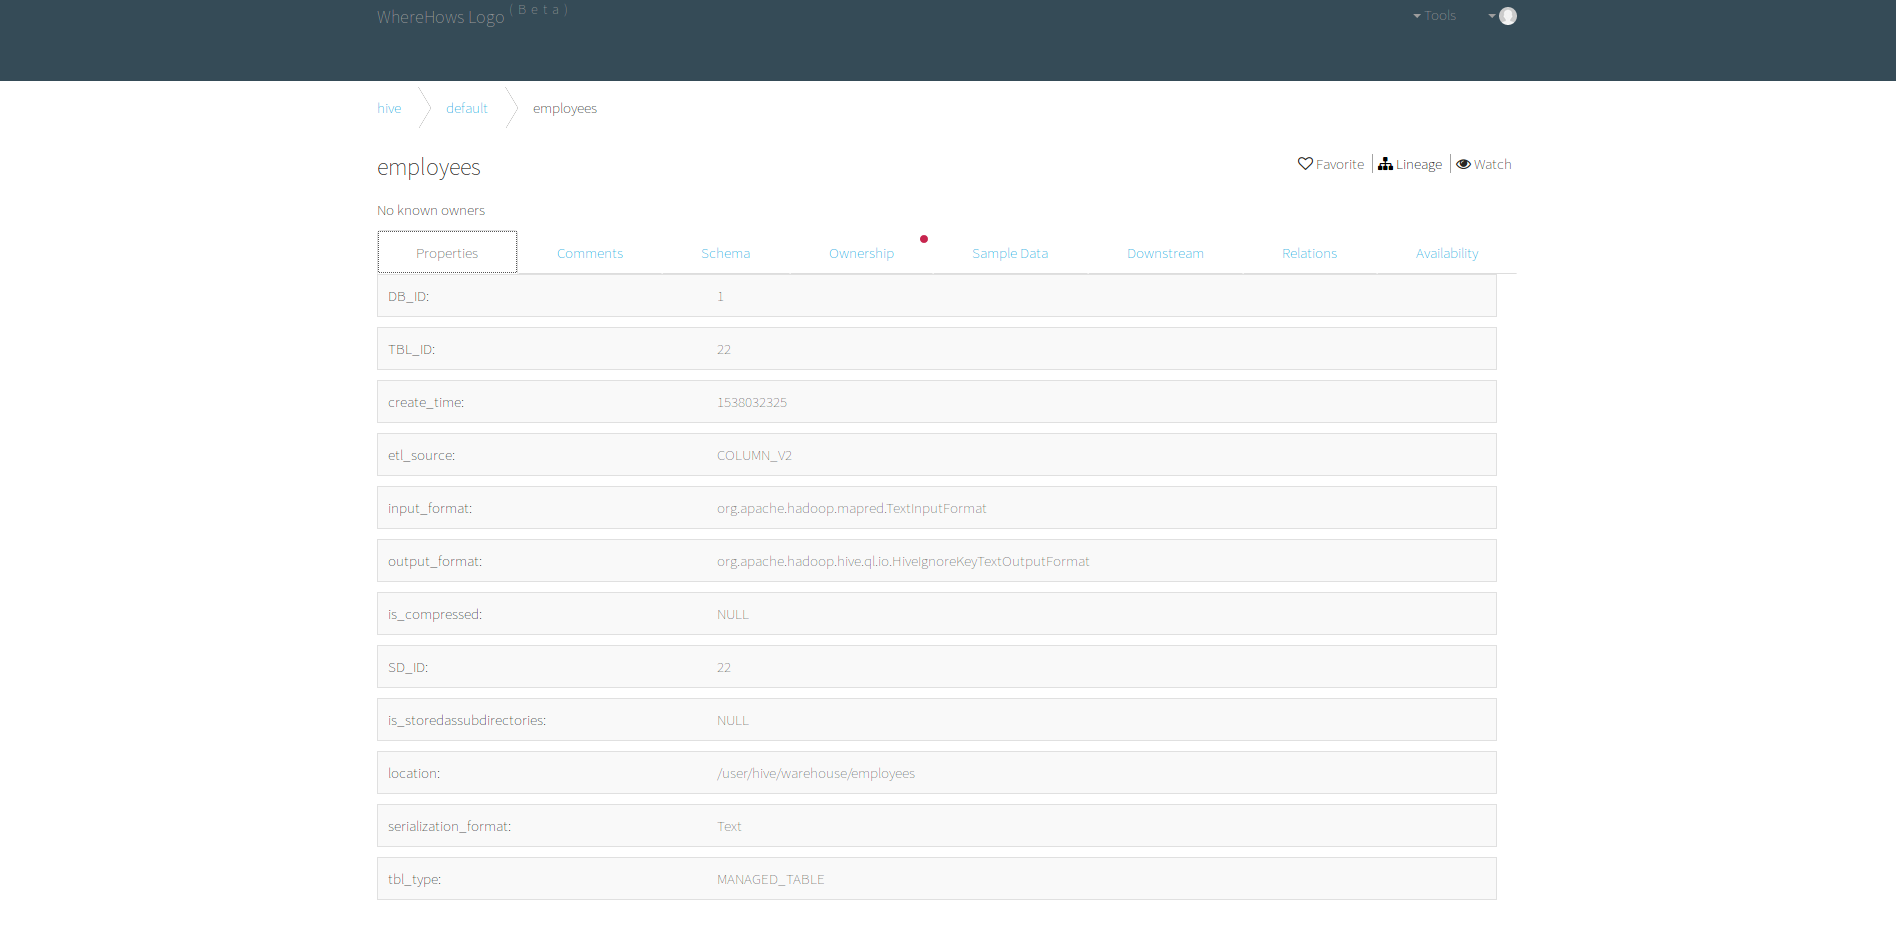 WhereHows Logo (Beta)
Tools
hive default employees
employees
Favorite Lineage Watch
No known owners
Properties Comments Schema Ownership Sample Data Downstream Relations Availability
DB_ID: 1
TBL_ID: 22
create_time: 1538032325
etl_source: COLUMN_V2
input_format: org.apache.hadoop.mapred.TextInputFormat
output_format: org.apache.hadoop.hive.ql.io.HiveIgnoreKeyTextOutputFormat
is_compressed: NULL
SD_ID: 22
is_storedassubdirectories: NULL
location: /user/hive/warehouse/employees
serialization_format: Text
tbl_type: MANAGED_TABLE